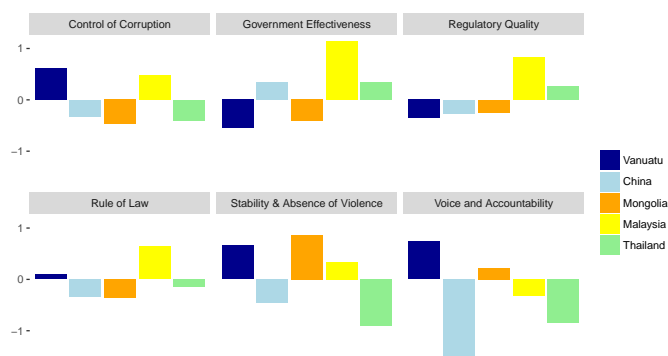 Control of Corruption
Government Effectiveness
Regulatory Quality
1
0
−1
Vanuatu
China
Mongolia
Malaysia
Thailand
Rule of Law
Stability & Absence of Violence
Voice and Accountability
1
0
−1